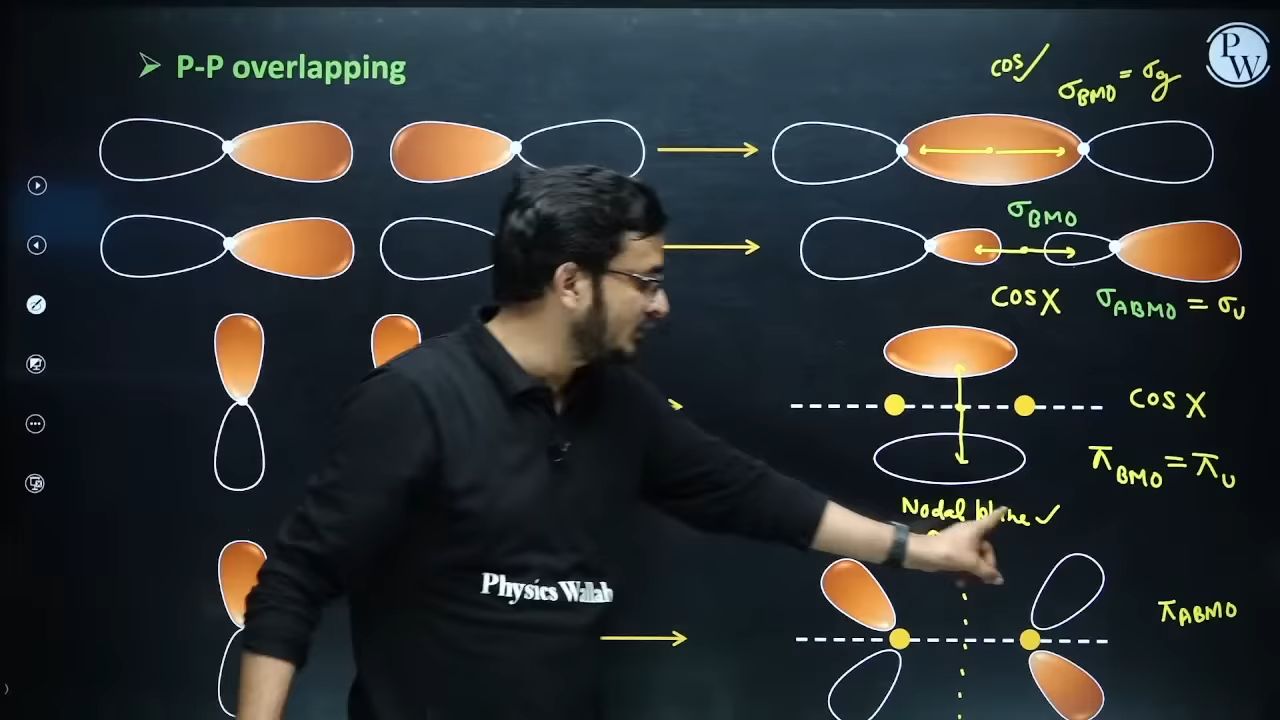 ➤ P-P overlapping
PW
COS ✓
σBMO = σg
σBMO
COS X
σABMO = σu
COS X
πBMO = πu
Nodal plane ✓
πABMO
Physics Wallah